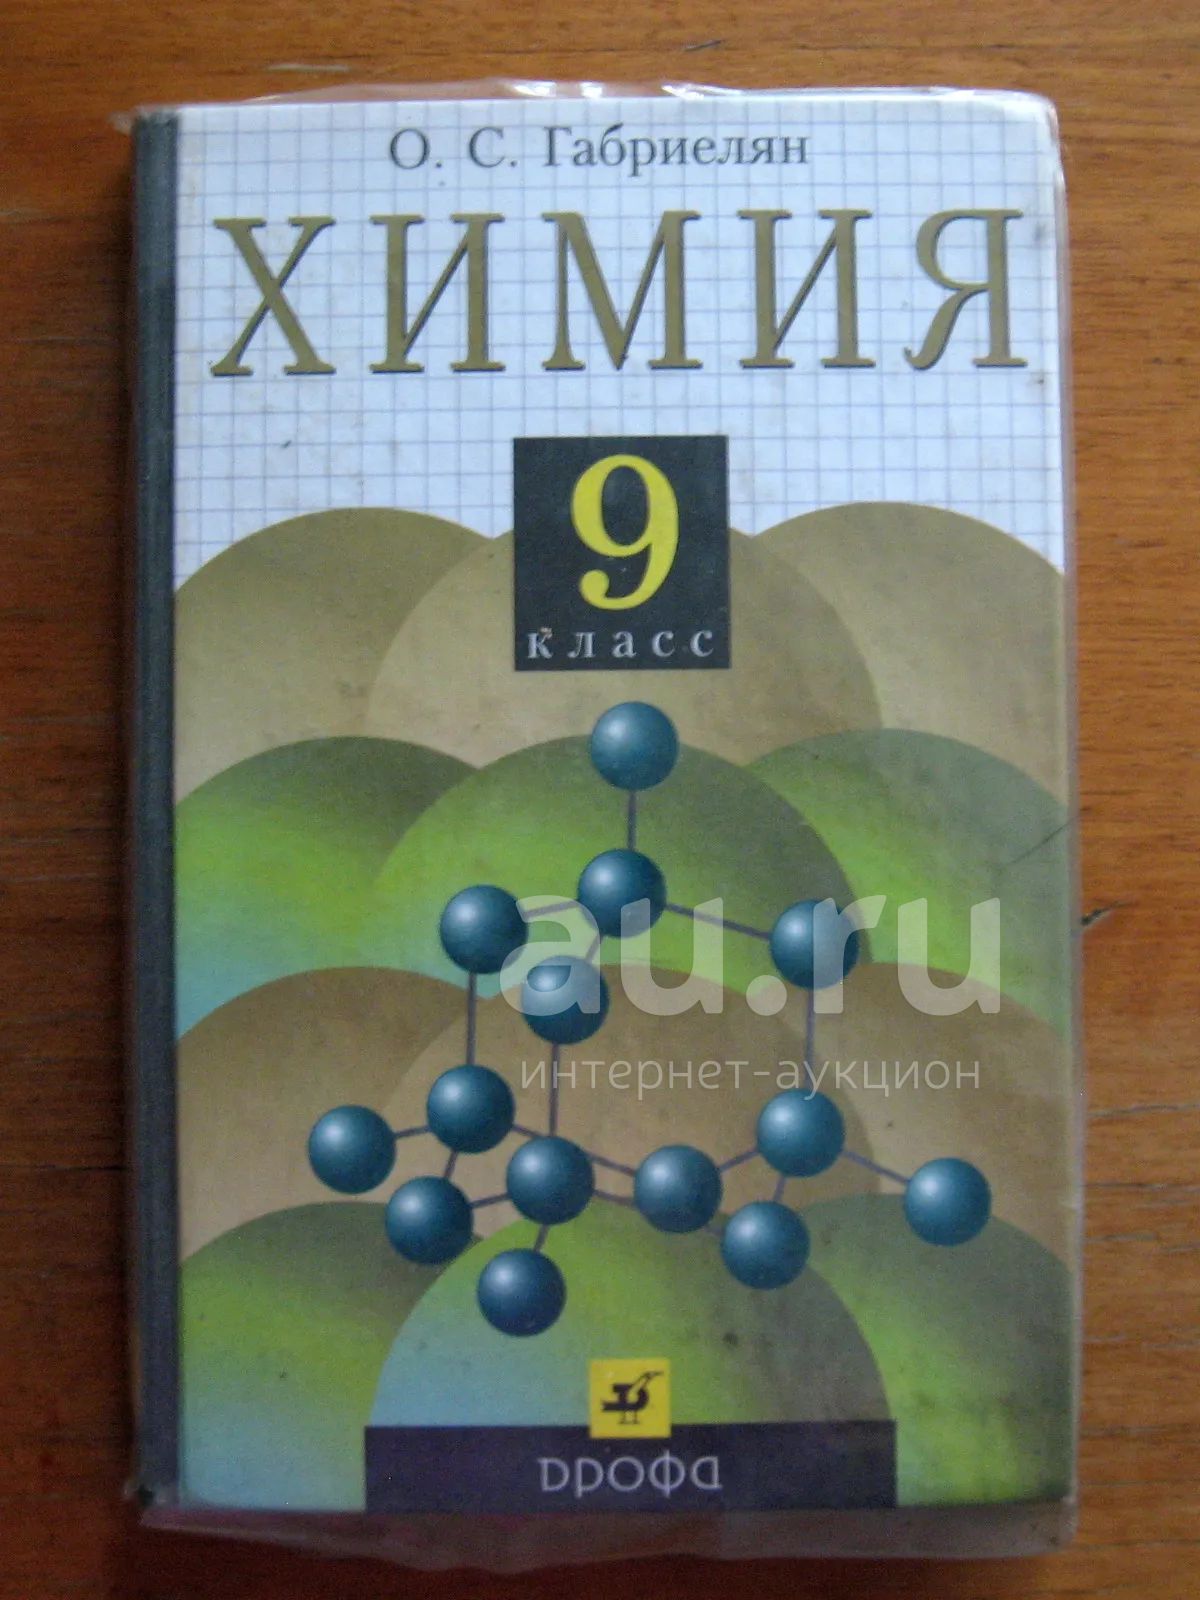 О. С. Габриелян
ХИМИЯ
9
класс
au.ru
интернет-аукцион
дрофа